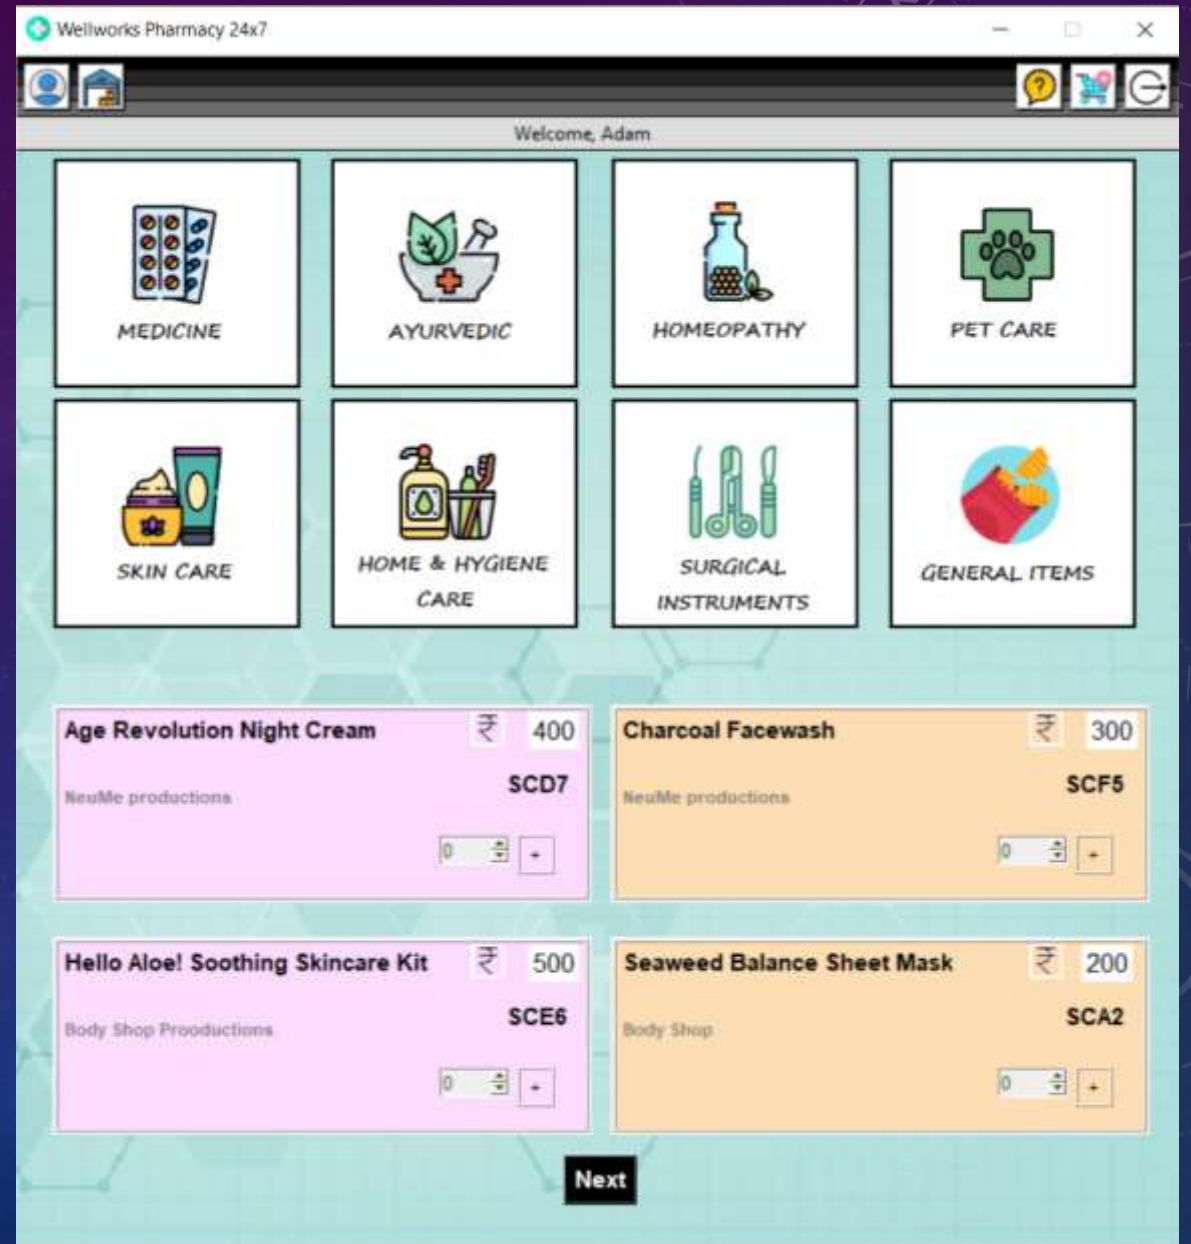 Wellworks Pharmacy 24x7
Welcome, Adam
MEDICINE
AYURVEDIC
HOMEOPATHY
PET CARE
SKIN CARE
HOME & HYGIENE
CARE
SURGICAL
INSTRUMENTS
GENERAL ITEMS
Age Revolution Night Cream ₹ 400
SCD7
NeuMe productions
0 +
Charcoal Facewash ₹ 300
SCF5
NeuMe productions
0 +
Hello Aloe! Soothing Skincare Kit ₹ 500
SCE6
Body Shop Prooductions
0 +
Seaweed Balance Sheet Mask ₹ 200
SCA2
Body Shop
0 +
Next